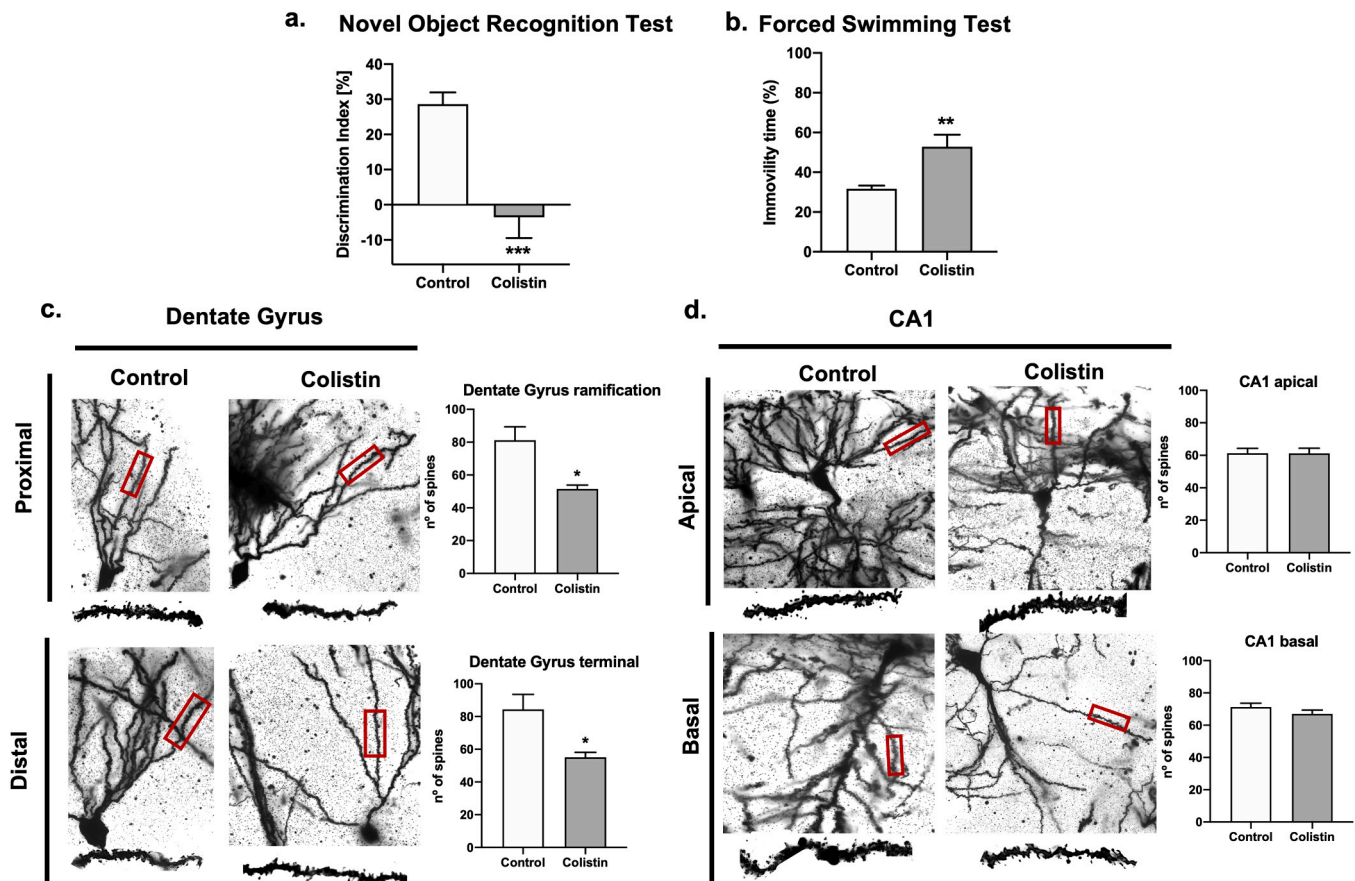 a. Novel Object Recognition Test
Discrimination Index [%]
40
30
20
10
0
-10
***
Control Colistin
b. Forced Swimming Test
Immovility time (%)
100
80
60
40
20
0
**
Control Colistin
c.
Dentate Gyrus
Control Colistin
Proximal
Dentate Gyrus ramification
nº of spines
100
80
60
40
20
0
*
Control Colistin
Distal
Dentate Gyrus terminal
nº of spines
100
80
60
40
20
0
*
Control Colistin
d.
CA1
Control Colistin
Apical
CA1 apical
nº of spines
100
80
60
40
20
0
Control Colistin
Basal
CA1 basal
nº of spines
100
80
60
40
20
0
Control Colistin